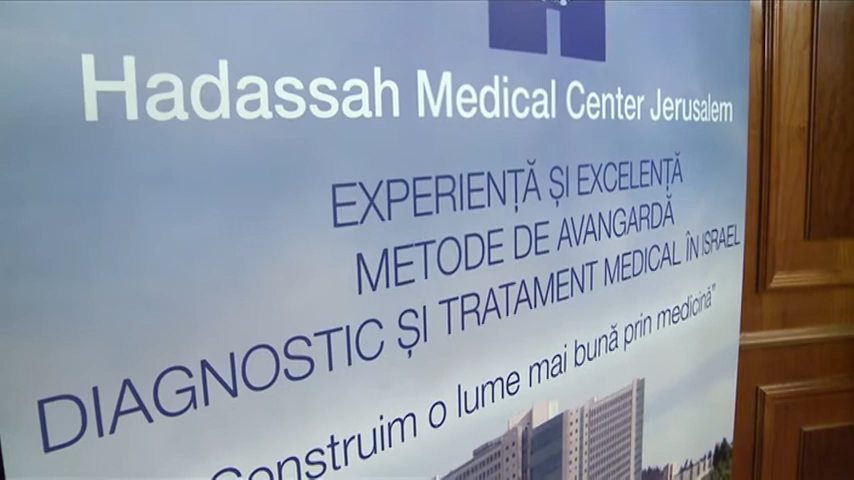 Hadassah Medical Center Jerusalem
EXPERIENȚĂ ȘI EXCELENȚĂ
METODE DE AVANGARDĂ
DIAGNOSTIC ȘI TRATAMENT MEDICAL ÎN ISRAEL
Construim o lume mai bună prin medicină”